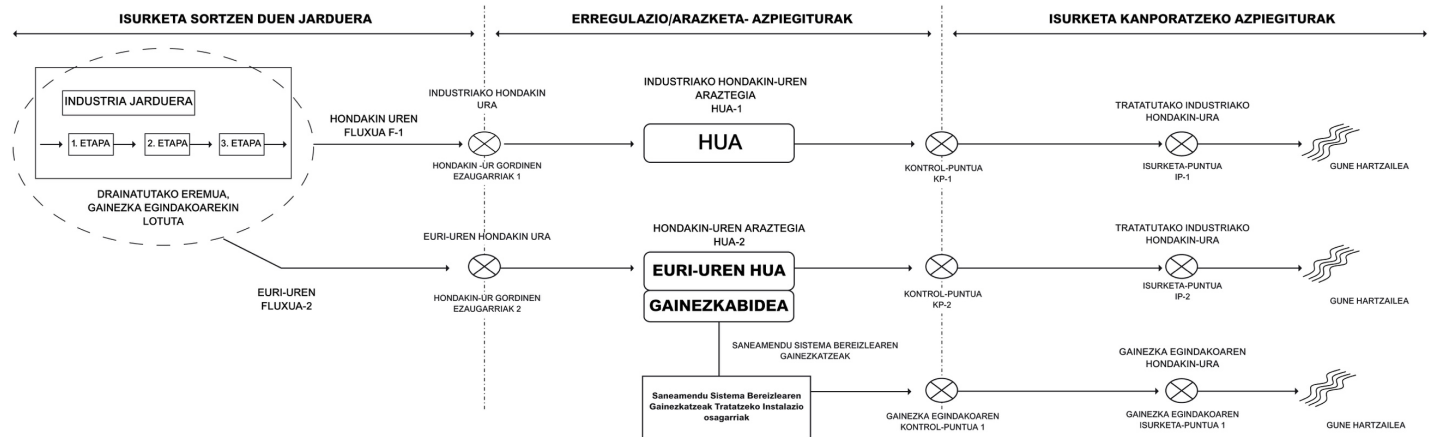 ISURKETA SORTZEN DUEN JARDUERA
ERREGULAZIO/ARAZKETA- AZPIEGITURAK
ISURKETA KANPORATZEKO AZPIEGITURAK
INDUSTRIA JARDUERA
1. ETAPA
2. ETAPA
3. ETAPA
DRAINATUTAKO EREMUA,
GAINEZKA EGINDAKOAREKIN
LOTUTA
HONDAKIN UREN
FLUXUA F-1
INDUSTRIAKO HONDAKIN
URA
HONDAKIN -UR GORDINEN
EZAUGARRIAK 1
INDUSTRIAKO HONDAKIN-UREN
ARAZTEGIA
HUA-1
HUA
KONTROL-PUNTUA
KP-1
TRATATUTAKO INDUSTRIAKO
HONDAKIN-URA
ISURKETA-PUNTUA
IP-1
GUNE HARTZAILEA
EURI-UREN
FLUXUA-2
EURI-UREN HONDAKIN URA
HONDAKIN-UR GORDINEN
EZAUGARRIAK 2
HONDAKIN-UREN ARAZTEGIA
HUA-2
EURI-UREN HUA
GAINEZKABIDEA
KONTROL-PUNTUA
KP-2
TRATATUTAKO INDUSTRIAKO
HONDAKIN-URA
ISURKETA-PUNTUA
IP-2
GUNE HARTZAILEA
SANEAMENDU SISTEMA BEREIZLEAREN
GAINEZKATZEAK
Saneamendu Sistema Bereizlearen
Gainezkatzeak Tratatzeko Instalazio
osagarriak
GAINEZKA EGINDAKOAREN
KONTROL-PUNTUA 1
GAINEZKA EGINDAKOAREN
HONDAKIN-URA
GAINEZKA EGINDAKOAREN
ISURKETA-PUNTUA 1
GUNE HARTZAILEA